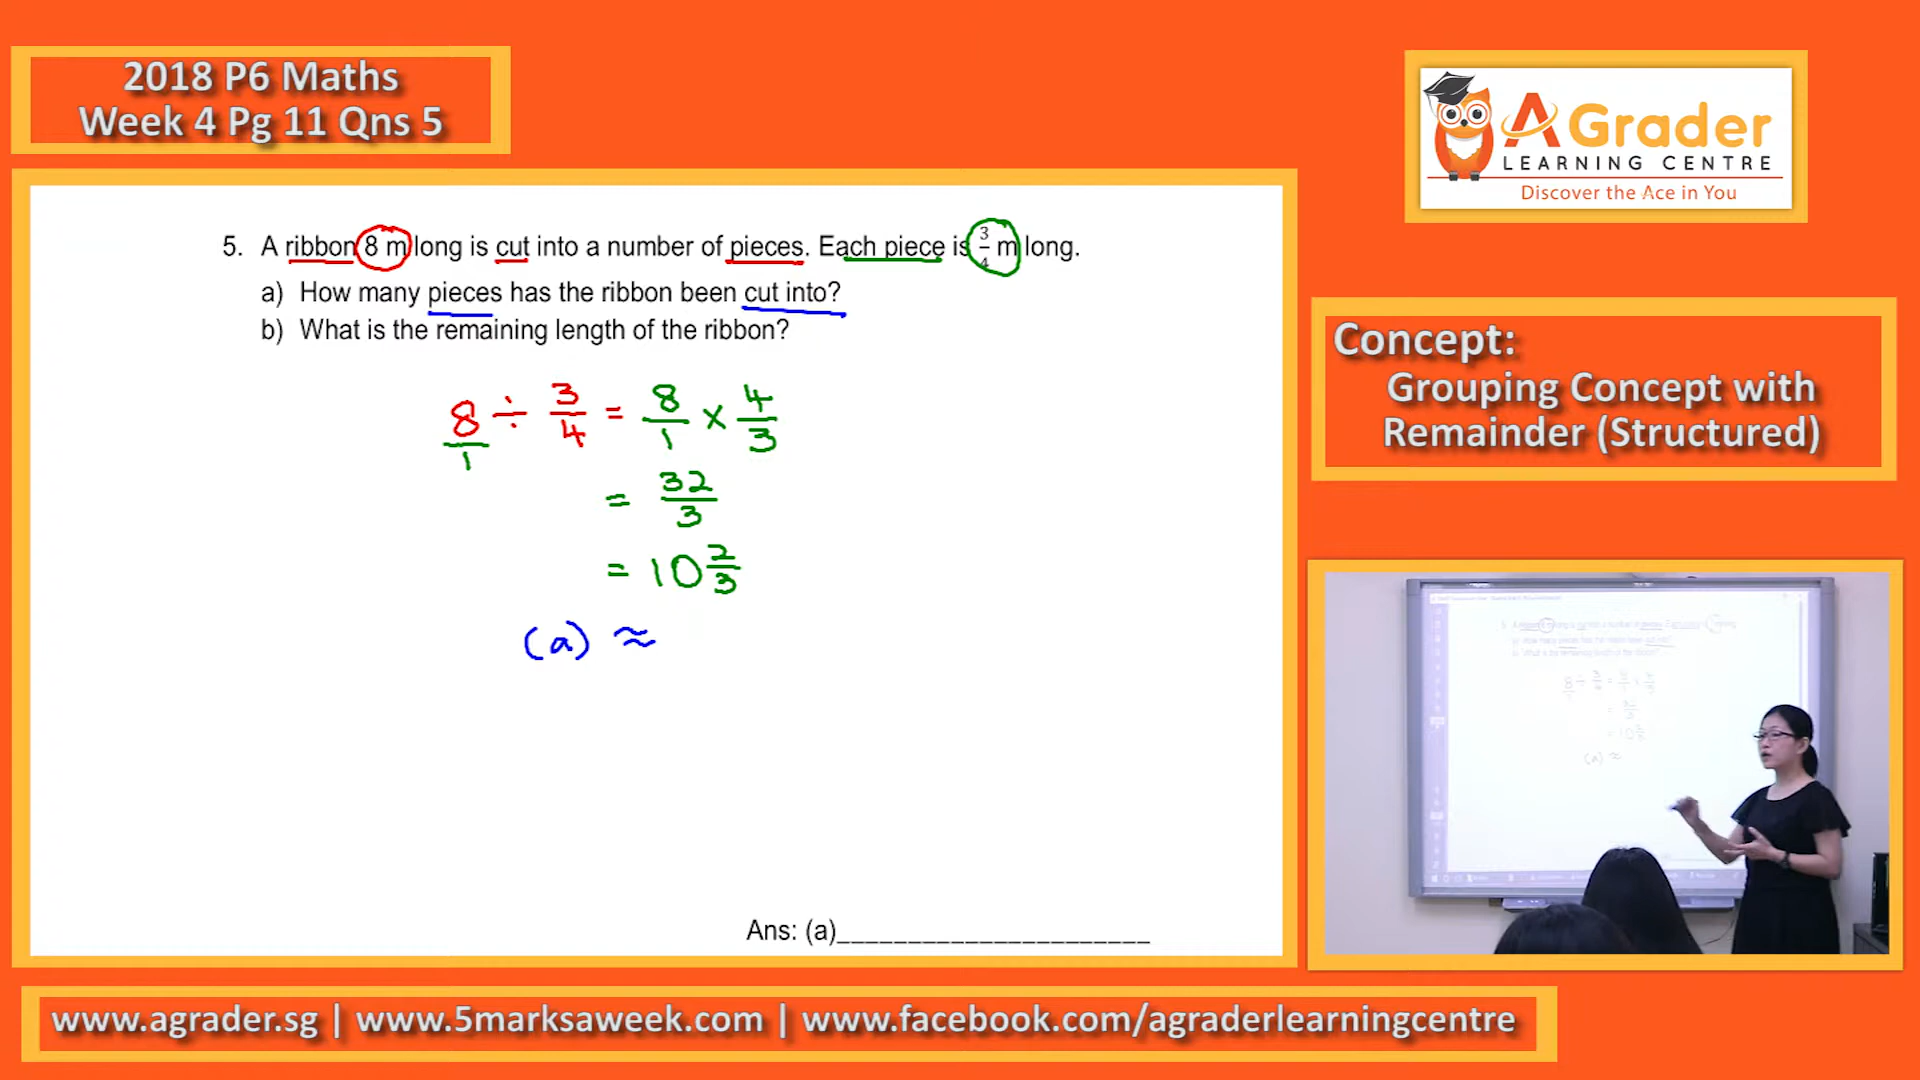 2018 P6 Maths
Week 4 Pg 11 Qns 5
A Grader
LEARNING CENTRE
Discover the Ace in You
5. A ribbon 8 m long is cut into a number of pieces. Each piece is 3/4 m long.
a) How many pieces has the ribbon been cut into?
b) What is the remaining length of the ribbon?
8/1 ÷ 3/4 = 8/1 × 4/3
= 32/3
= 10 2/3
(a) ≈
Ans: (a)______________________
Concept:
Grouping Concept with
Remainder (Structured)
www.agrader.sg | www.5marksaweek.com | www.facebook.com/agraderlearningcentre